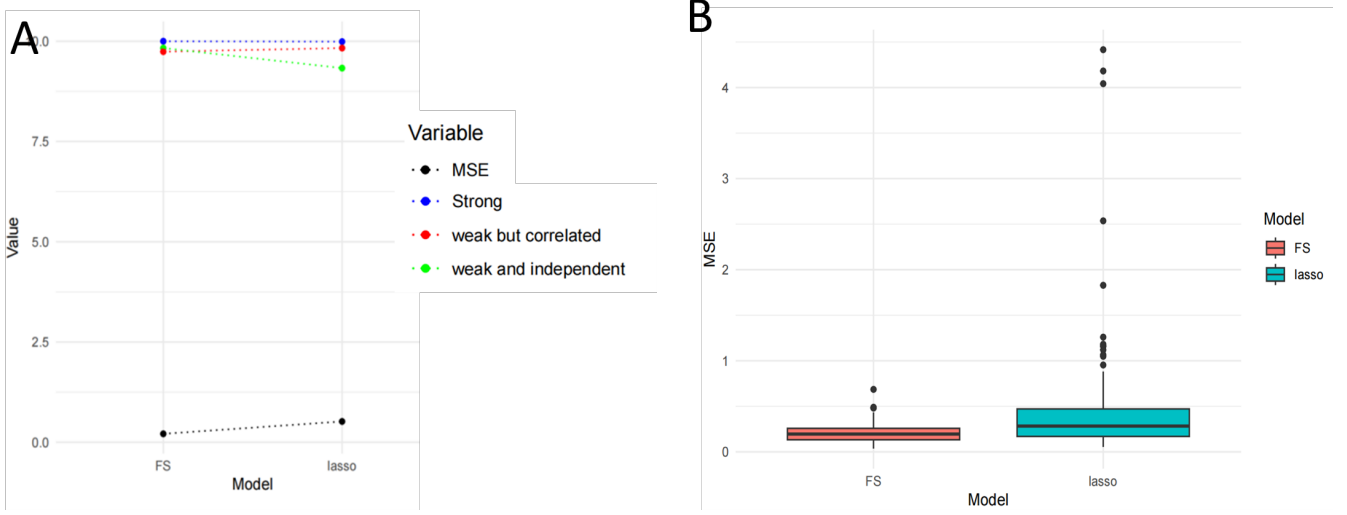 A
.0
7.5
5.0
2.5
0.0
Value
FS
lasso
Model
Variable
MSE
Strong
weak but correlated
weak and independent
B
4
3
2
1
0
MSE
FS
lasso
Model
Model
FS
lasso